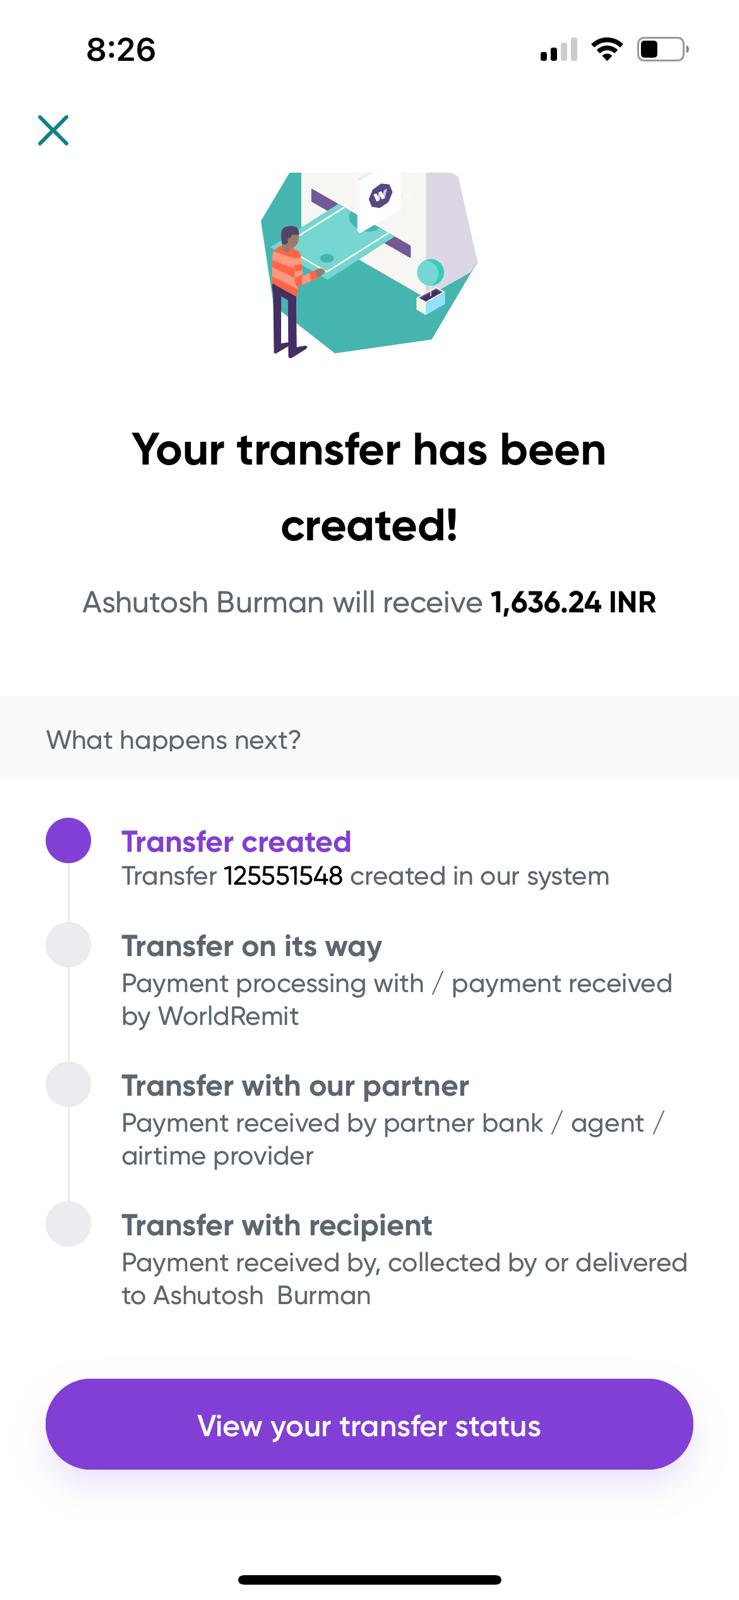 8:26
W
Your transfer has been
created!
Ashutosh Burman will receive 1,636.24 INR
What happens next?
Transfer created
Transfer 125551548 created in our system
Transfer on its way
Payment processing with / payment received
by WorldRemit
Transfer with our partner
Payment received by partner bank / agent /
airtime provider
Transfer with recipient
Payment received by, collected by or delivered
to Ashutosh  Burman
View your transfer status